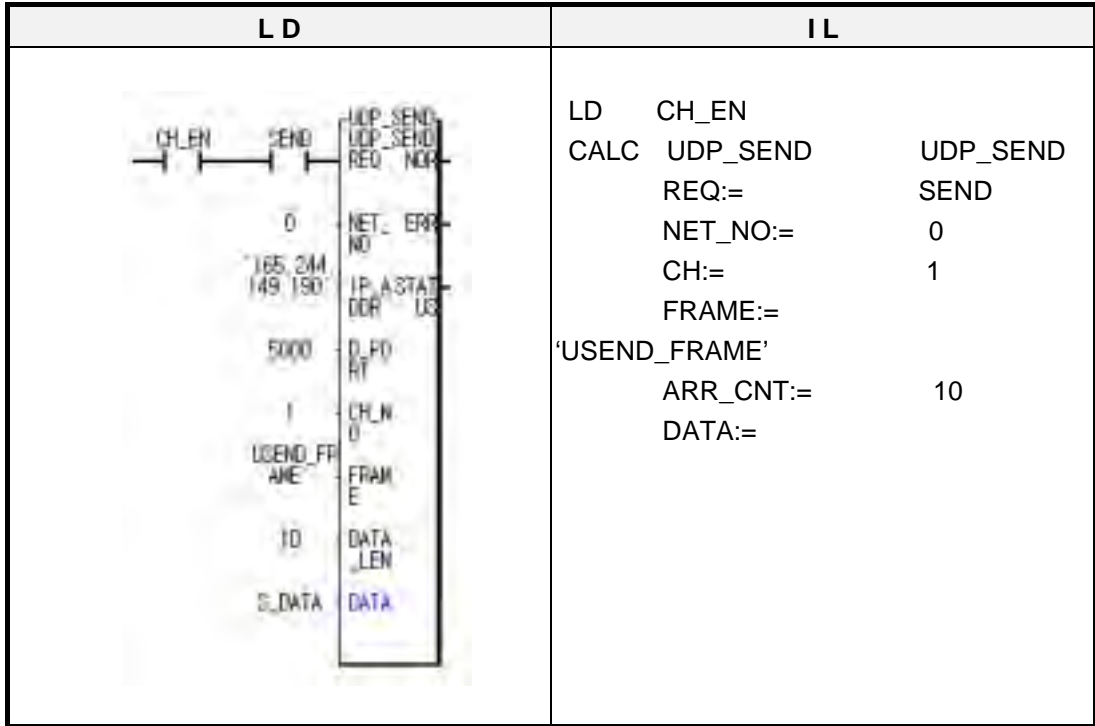 L D
I L
CH_EN SEND
UDP_SEND
UDP_SEND
REQ NDR
0 NET_ ERR
NO
'165.244.
149.190' IP_A STAT
DDR US
5000 D_PO
RT
1 CH_N
O
USEND_FR
AME FRAM
E
10 DATA
_LEN
S_DATA DATA
LD CH_EN
CALC UDP_SEND UDP_SEND
REQ:= SEND
NET_NO:= 0
CH:= 1
FRAME:=
‘USEND_FRAME’
ARR_CNT:= 10
DATA:=